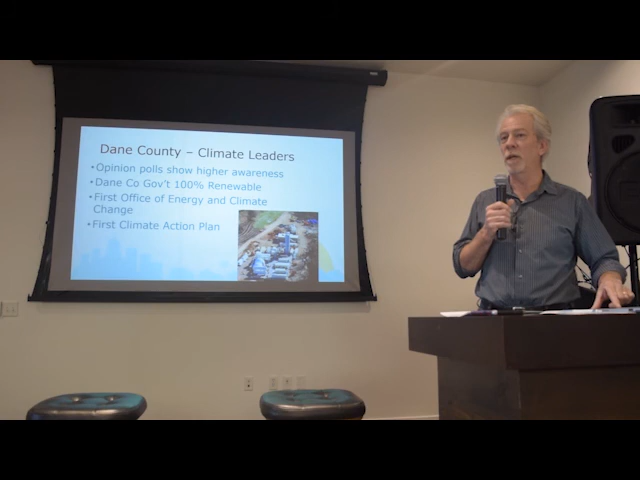 Dane County – Climate Leaders
•Opinion polls show higher awareness
•Dane Co Gov’t 100% Renewable
•First Office of Energy and Climate
Change
•First Climate Action Plan